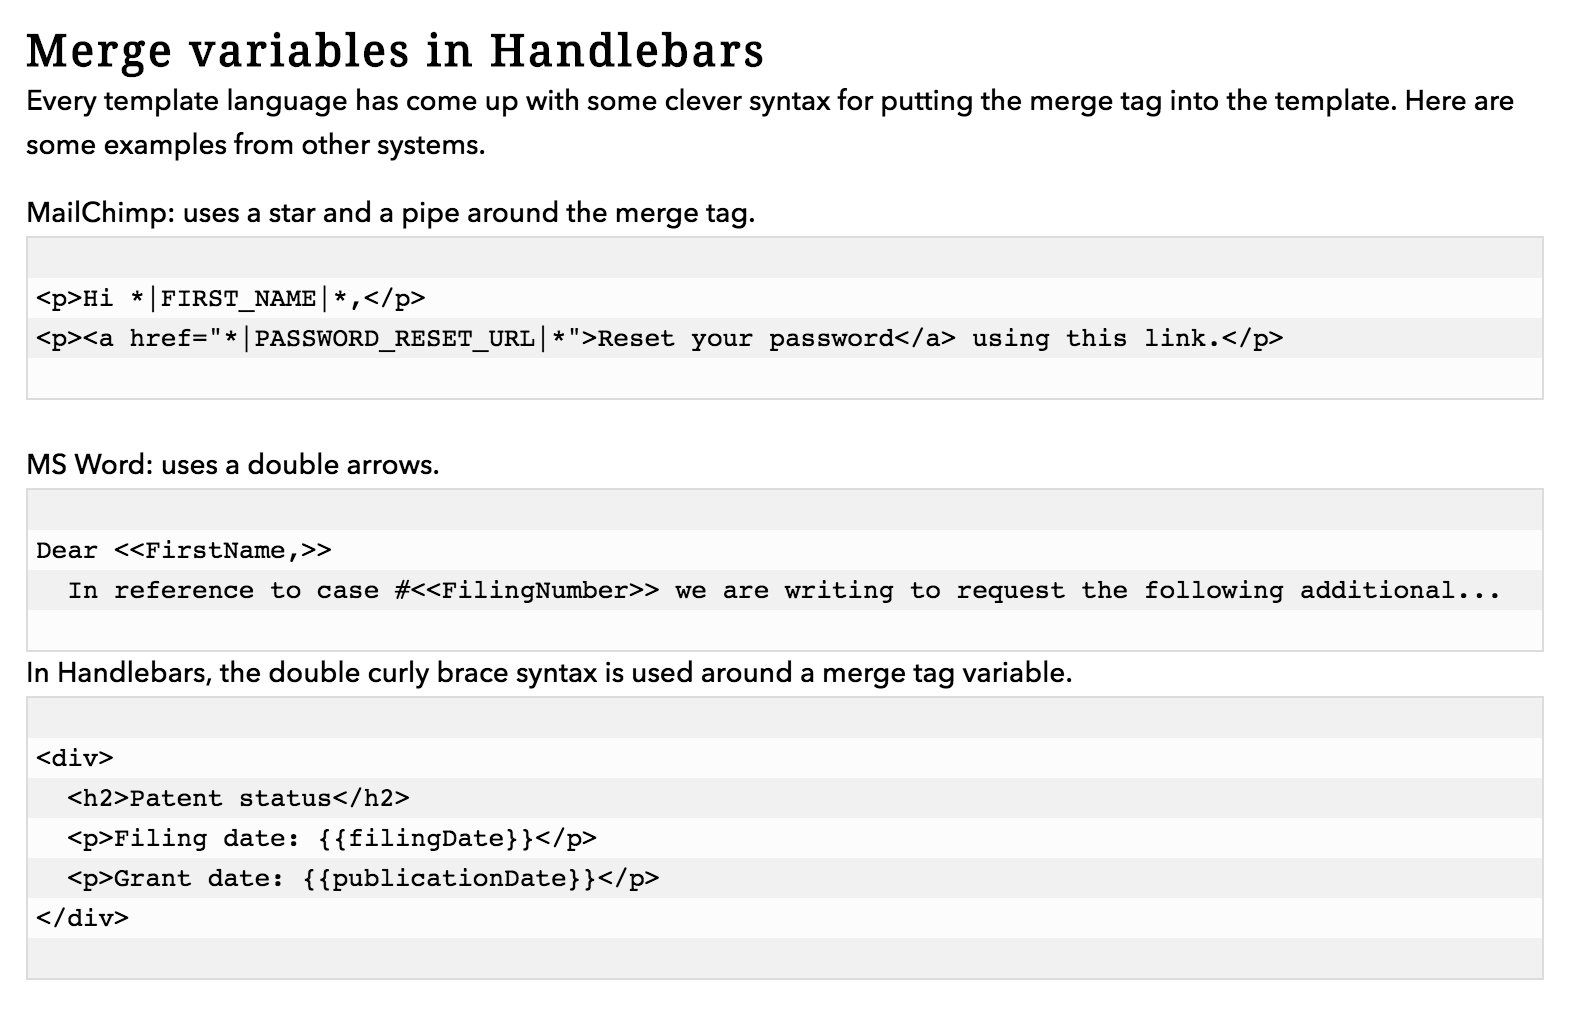 Merge variables in Handlebars
Every template language has come up with some clever syntax for putting the merge tag into the template. Here are
some examples from other systems.
MailChimp: uses a star and a pipe around the merge tag.
<p>Hi *|FIRST_NAME|*,</p>
<p><a href="*|PASSWORD_RESET_URL|*">Reset your password</a> using this link.</p>
MS Word: uses a double arrows.
Dear <<FirstName,>>
  In reference to case #<<FilingNumber>> we are writing to request the following additional...
In Handlebars, the double curly brace syntax is used around a merge tag variable.
<div>
  <h2>Patent status</h2>
  <p>Filing date: {{filingDate}}</p>
  <p>Grant date: {{publicationDate}}</p>
</div>